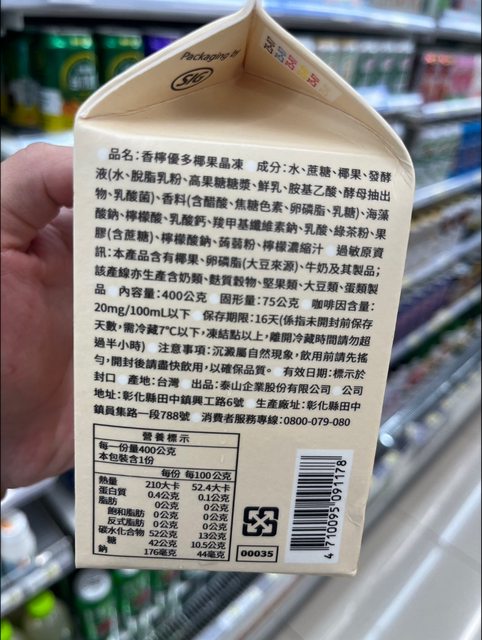 Packaging by
SIG
品名：香檸優多椰果晶凍 成分：水、蔗糖、椰果、發酵
液(水、脫脂乳粉、高果糖糖漿、鮮乳、胺基乙酸、酵母抽出
物、乳酸菌)、香料(含醋酸、焦糖色素、卵磷脂、乳糖)、海藻
酸鈉、檸檬酸、乳酸鈣、羧甲基纖維素鈉、乳酸、綠茶粉、果
膠(含蔗糖)、檸檬酸鈉、蒟蒻粉、檸檬濃縮汁 過敏原資
訊：本產品含有椰果、卵磷脂(大豆來源)、牛奶及其製品；
該產線亦生產含奶類、麩質穀物、堅果類、大豆類、蛋類製
品 內容量：400公克 固形量：75公克 咖啡因含量：
20mg/100mL以下 保存期限：16天(係指未開封前保存
天數，需冷藏7℃以下，凍結點以上，離開冷藏時間請勿超
過半小時) 注意事項：沉澱屬自然現象，飲用前請先搖
勻，開封後請盡快飲用，以確保品質。 有效日期：標示於
封口 產地：台灣 出品：泰山企業股份有限公司 公司
地址：彰化縣田中鎮興工路6號 生產廠址：彰化縣田中
鎮員集路一段788號 消費者服務專線：0800-079-080
營養標示
每一份量400公克
本包裝含1份
每份 每100公克
熱量 210大卡 52.4大卡
蛋白質 0.4公克 0.1公克
脂肪 0公克 0公克
飽和脂肪 0公克 0公克
反式脂肪 0公克 0公克
碳水化合物 52公克 13公克
糖 42公克 10.5公克
鈉 176毫克 44毫克
00035
4710095091178